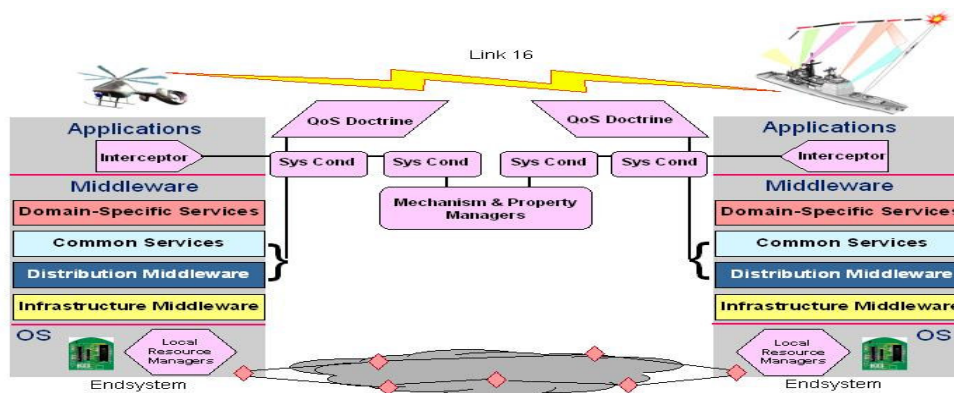 Link 16
QoS Doctrine
QoS Doctrine
Applications
Applications
Interceptor
Sys Cond
Sys Cond
Sys Cond
Sys Cond
Interceptor
Middleware
Mechanism & Property
Managers
Middleware
Domain-Specific Services
Domain-Specific Services
Common Services
{
}
Common Services
Distribution Middleware
Distribution Middleware
Infrastructure Middleware
Infrastructure Middleware
OS
Local
Resource
Managers
Local
Resource
Managers
OS
Endsystem
Endsystem